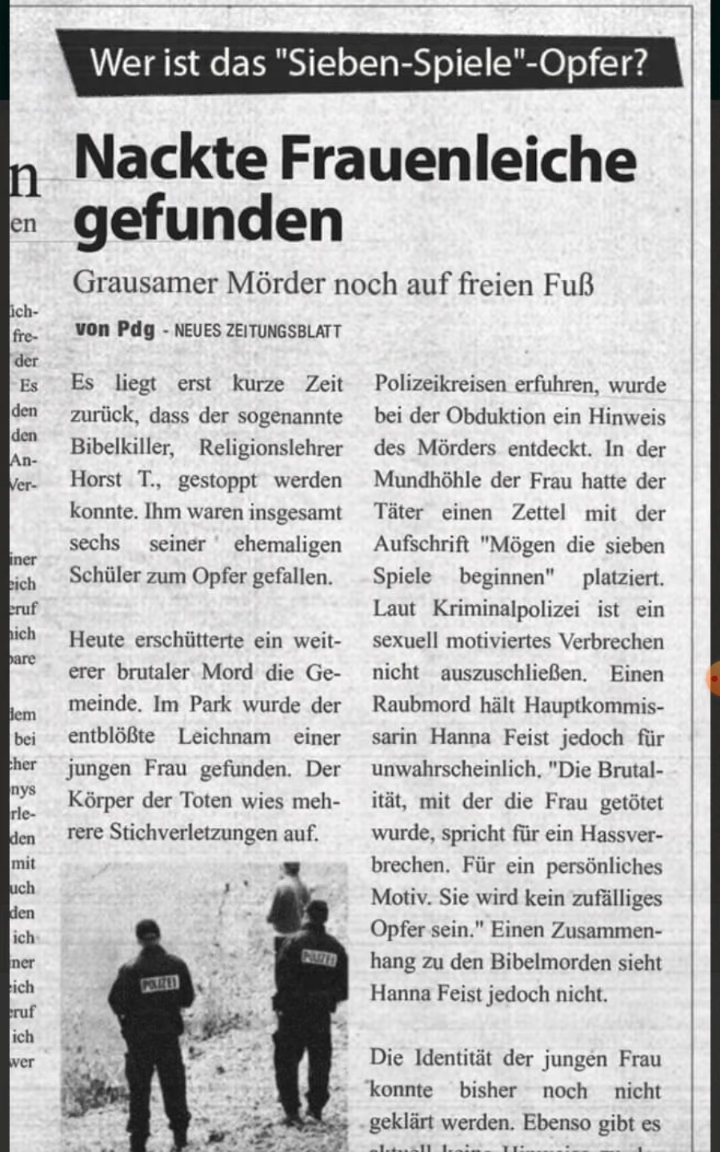 Wer ist das "Sieben-Spiele"-Opfer?
Nackte Frauenleiche
gefunden
Grausamer Mörder noch auf freien Fuß
von Pdg - NEUES ZEITUNGSBLATT
n
en
ich-
fre-
der
Es
den
den
An-
Ver-
iner
eich
eruf
nich
bare
dem
bei
cher
nys
rle-
den
mit
uch
den
ich
ner
eich
eruf
ich
wer
Es liegt erst kurze Zeit
zurück, dass der sogenannte
Bibelkiller, Religionslehrer
Horst T., gestoppt werden
konnte. Ihm waren insgesamt
sechs seiner ehemaligen
Schüler zum Opfer gefallen.
Heute erschütterte ein weit-
erer brutaler Mord die Ge-
meinde. Im Park wurde der
entblößte Leichnam einer
jungen Frau gefunden. Der
Körper der Toten wies meh-
rere Stichverletzungen auf.
POLIZEI
POLIZEI
Polizeikreisen erfuhren, wurde
bei der Obduktion ein Hinweis
des Mörders entdeckt. In der
Mundhöhle der Frau hatte der
Täter einen Zettel mit der
Aufschrift "Mögen die sieben
Spiele beginnen" platziert.
Laut Kriminalpolizei ist ein
sexuell motiviertes Verbrechen
nicht auszuschließen. Einen
Raubmord hält Hauptkommis-
sarin Hanna Feist jedoch für
unwahrscheinlich. "Die Brutal-
ität, mit der die Frau getötet
wurde, spricht für ein Hassver-
brechen. Für ein persönliches
Motiv. Sie wird kein zufälliges
Opfer sein." Einen Zusammen-
hang zu den Bibelmorden sieht
Hanna Feist jedoch nicht.
Die Identität der jungen Frau
konnte bisher noch nicht
geklärt werden. Ebenso gibt es